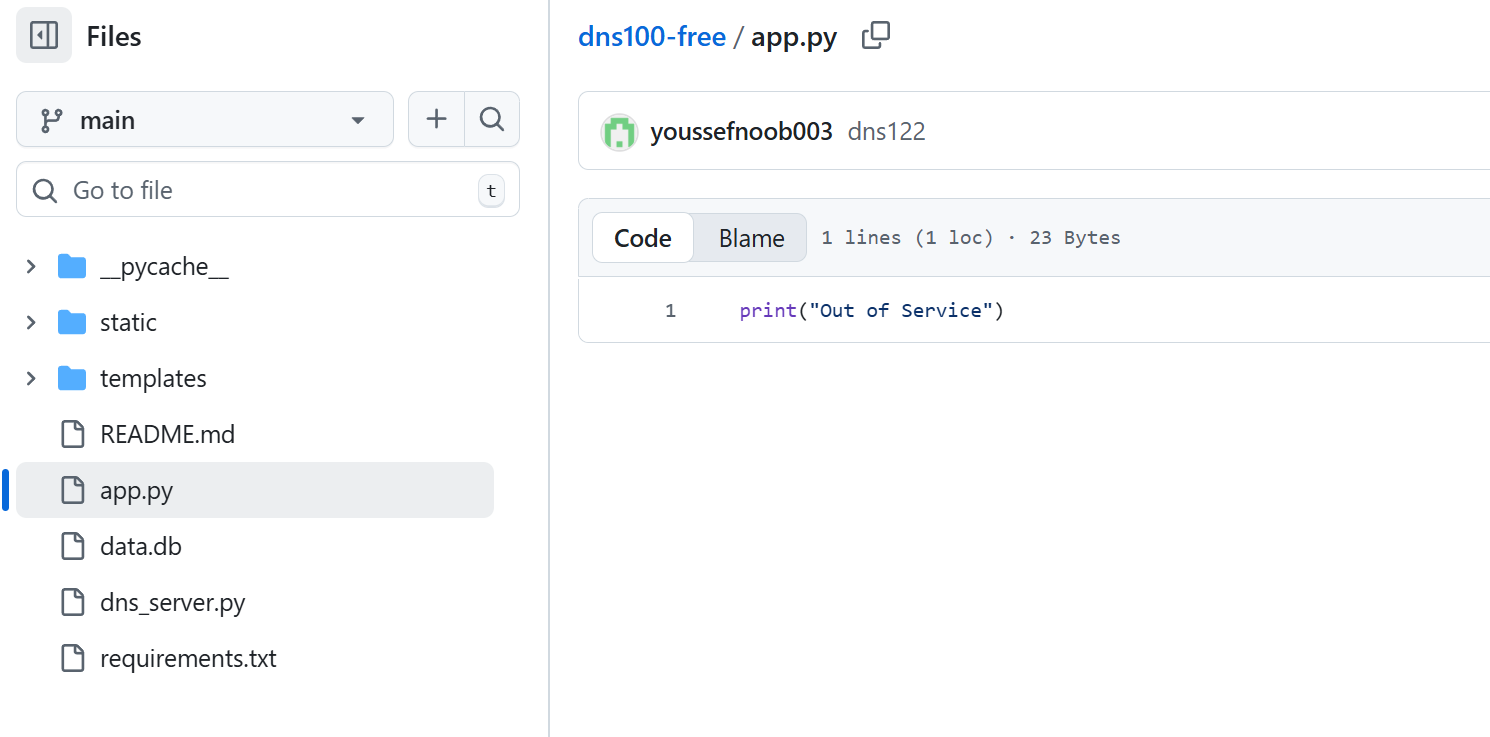 Files
main
Go to file
t
__pycache__
static
templates
README.md
app.py
data.db
dns_server.py
requirements.txt
dns100-free / app.py
youssefnoob003 dns122
Code Blame 1 lines (1 loc) · 23 Bytes
1 print("Out of Service")